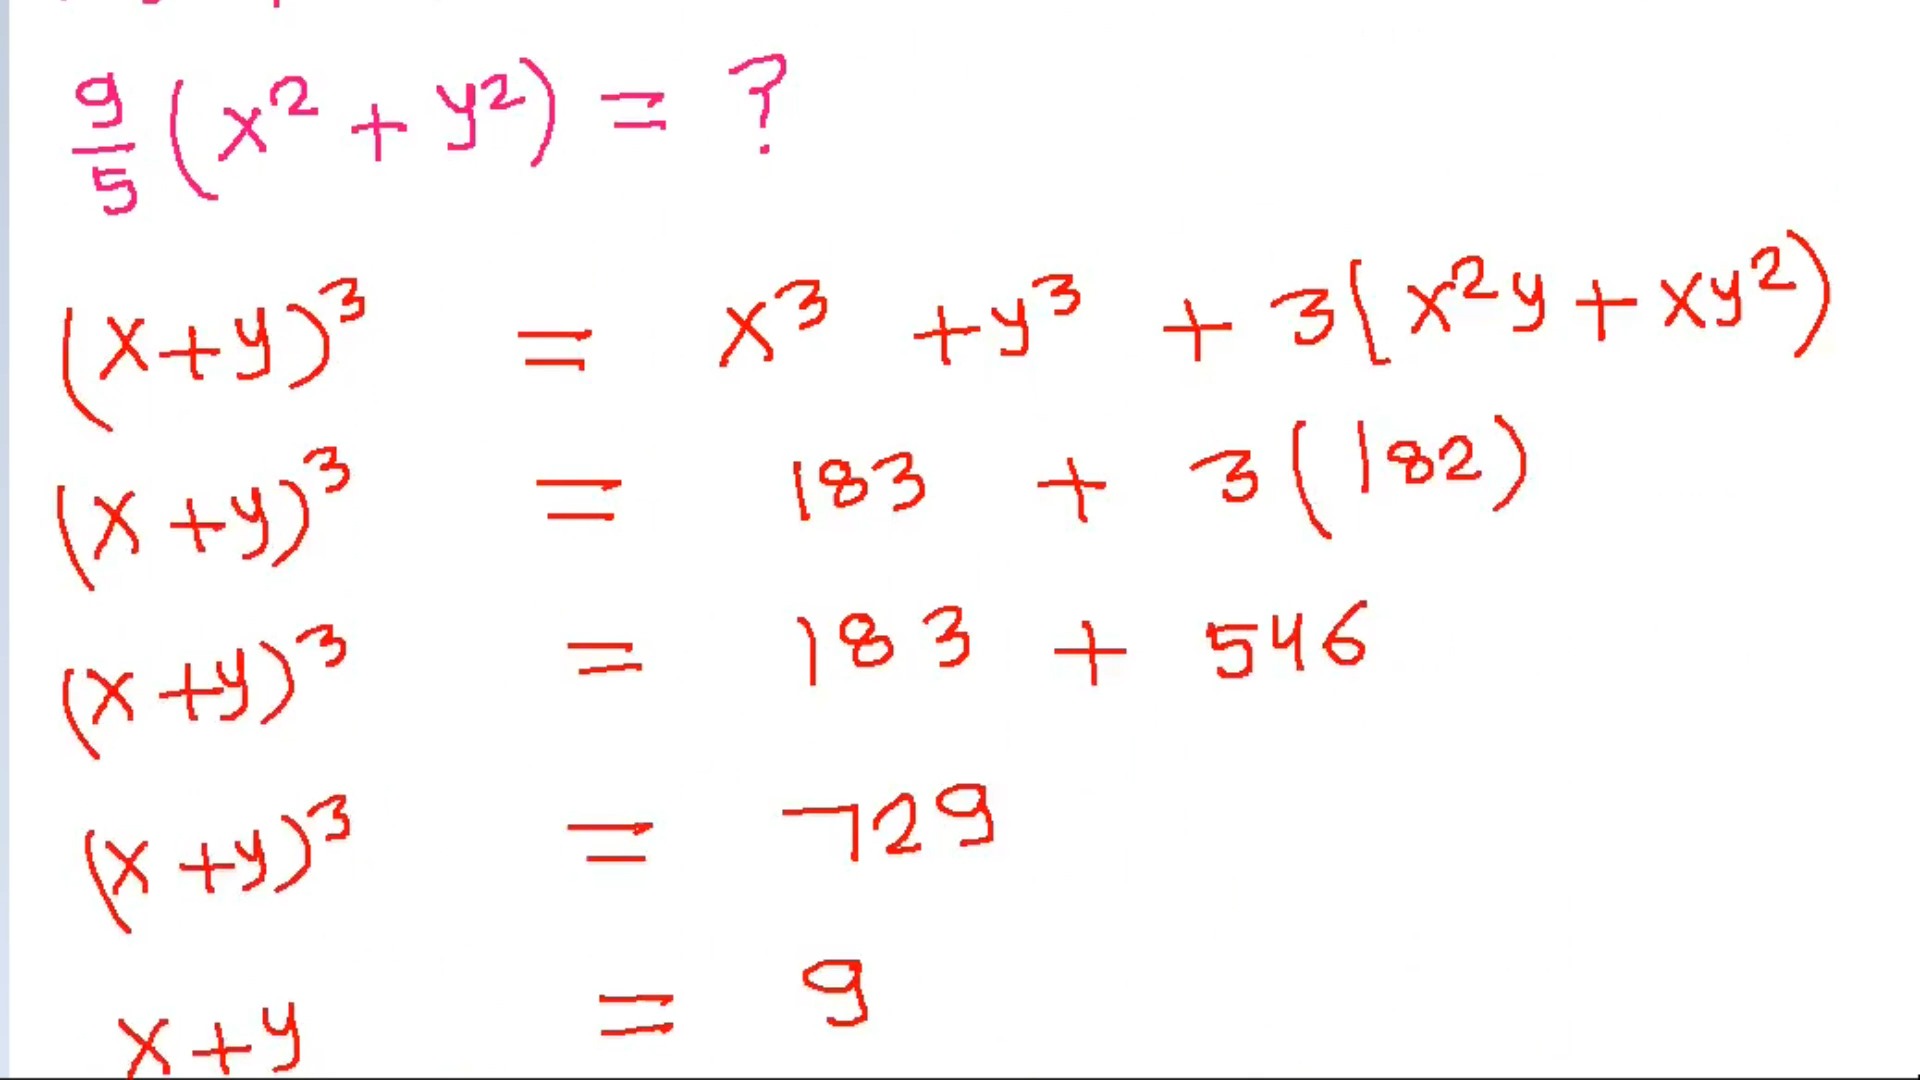 9/5 (x² + y²) = ?
(x+y)³ = x³ + y³ + 3(x²y + xy²)
(x+y)³ = 183 + 3(182)
(x+y)³ = 183 + 546
(x+y)³ = 729
x+y = 9